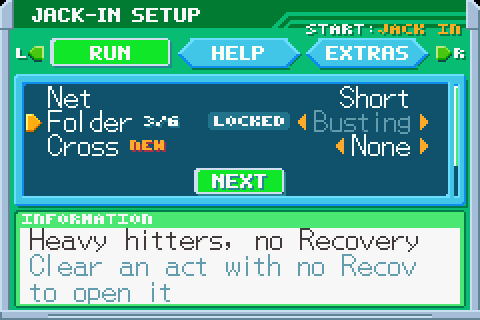 JACK-IN SETUP
START:JACK IN
L RUN HELP EXTRAS R
Net Short
Folder 3/6 LOCKED Busting
Cross NEW None
NEXT
INFORMATION
Heavy hitters, no Recovery
Clear an act with no Recov
to open it